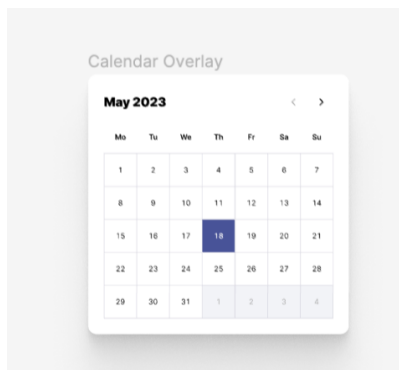 Calendar Overlay
May 2023
Mo Tu We Th Fr Sa Su
1 2 3 4 5 6 7
8 9 10 11 12 13 14
15 16 17 18 19 20 21
22 23 24 25 26 27 28
29 30 31 1 2 3 4